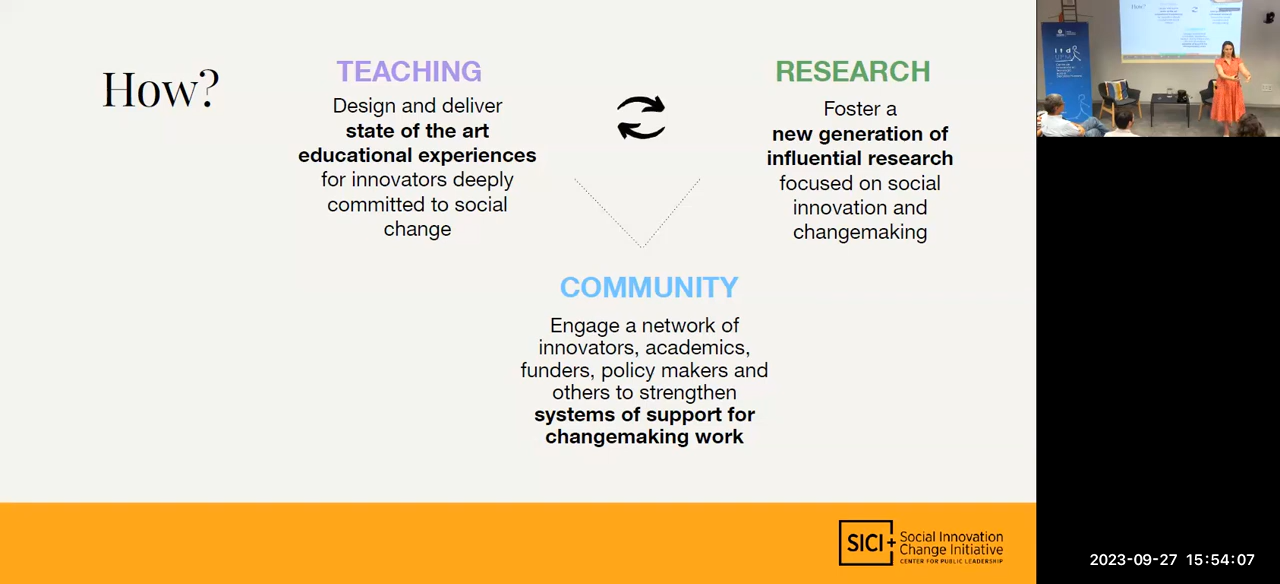 How?
TEACHING
Design and deliver
state of the art
educational experiences
for innovators deeply
committed to social
change
RESEARCH
Foster a
new generation of
influential research
focused on social
innovation and
changemaking
COMMUNITY
Engage a network of
innovators, academics,
funders, policy makers and
others to strengthen
systems of support for
changemaking work
SICI+
Social Innovation
Change Initiative
CENTER FOR PUBLIC LEADERSHIP
How?
itd
2023-09-27 15:54:07